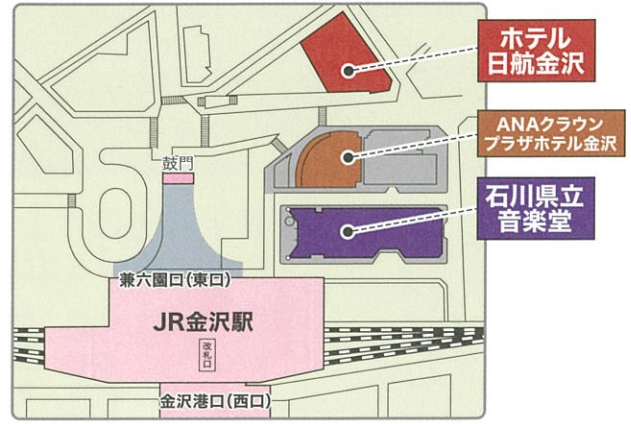 ホテル
日航金沢
ANAクラウン
プラザホテル金沢
石川県立
音楽堂
鼓門
兼六園口(東口)
JR金沢駅
改札口
金沢港口(西口)